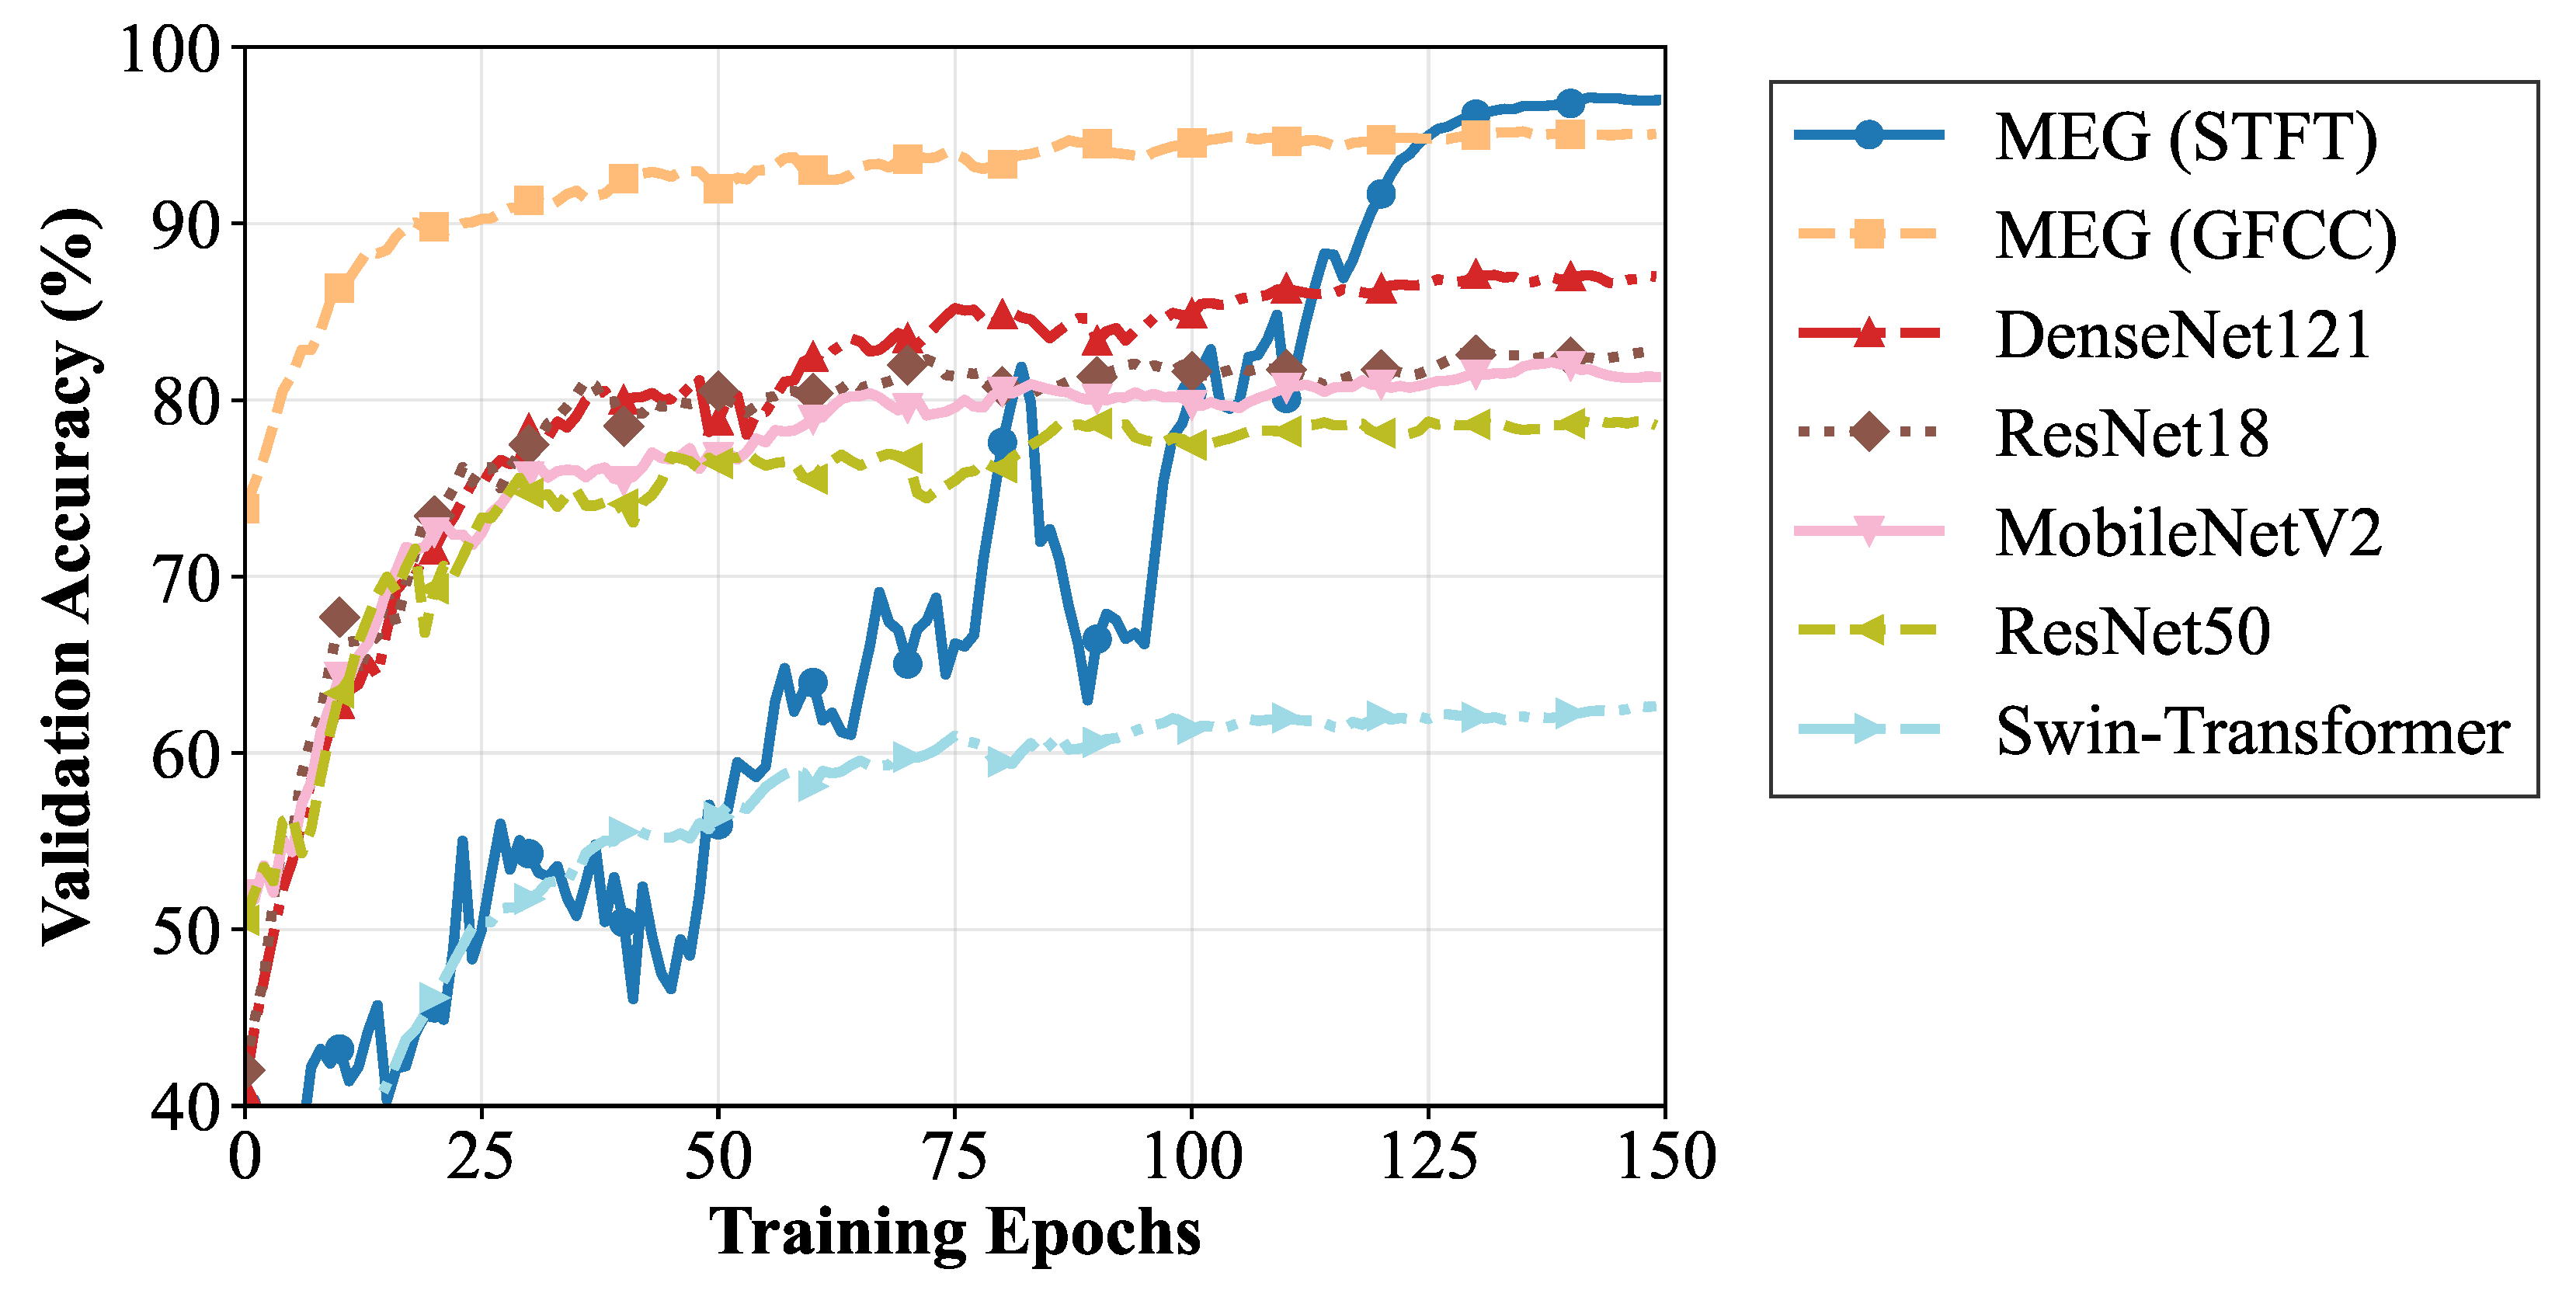 100
90
80
70
60
50
40
Validation Accuracy (%)
0 25 50 75 100 125 150
Training Epochs
MEG (STFT)
MEG (GFCC)
DenseNet121
ResNet18
MobileNetV2
ResNet50
Swin-Transformer